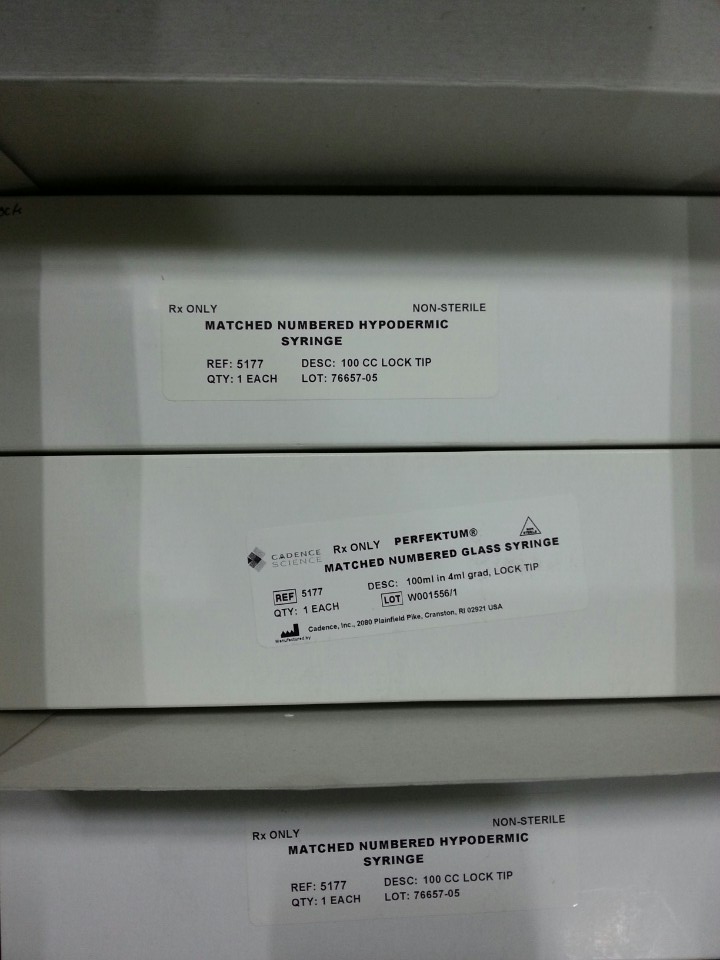 Rx ONLY NON-STERILE
MATCHED NUMBERED HYPODERMIC
SYRINGE
REF: 5177 DESC: 100 CC LOCK TIP
QTY: 1 EACH LOT: 76657-05
CADENCE SCIENCE Rx ONLY PERFEKTUM®
MATCHED NUMBERED GLASS SYRINGE
REF 5177 DESC: 100ml in 4ml grad, LOCK TIP
QTY: 1 EACH LOT W001556/1
Manufactured by Cadence, Inc., 2080 Plainfield Pike, Cranston, RI 02921 USA
Rx ONLY NON-STERILE
MATCHED NUMBERED HYPODERMIC
SYRINGE
REF: 5177 DESC: 100 CC LOCK TIP
QTY: 1 EACH LOT: 76657-05